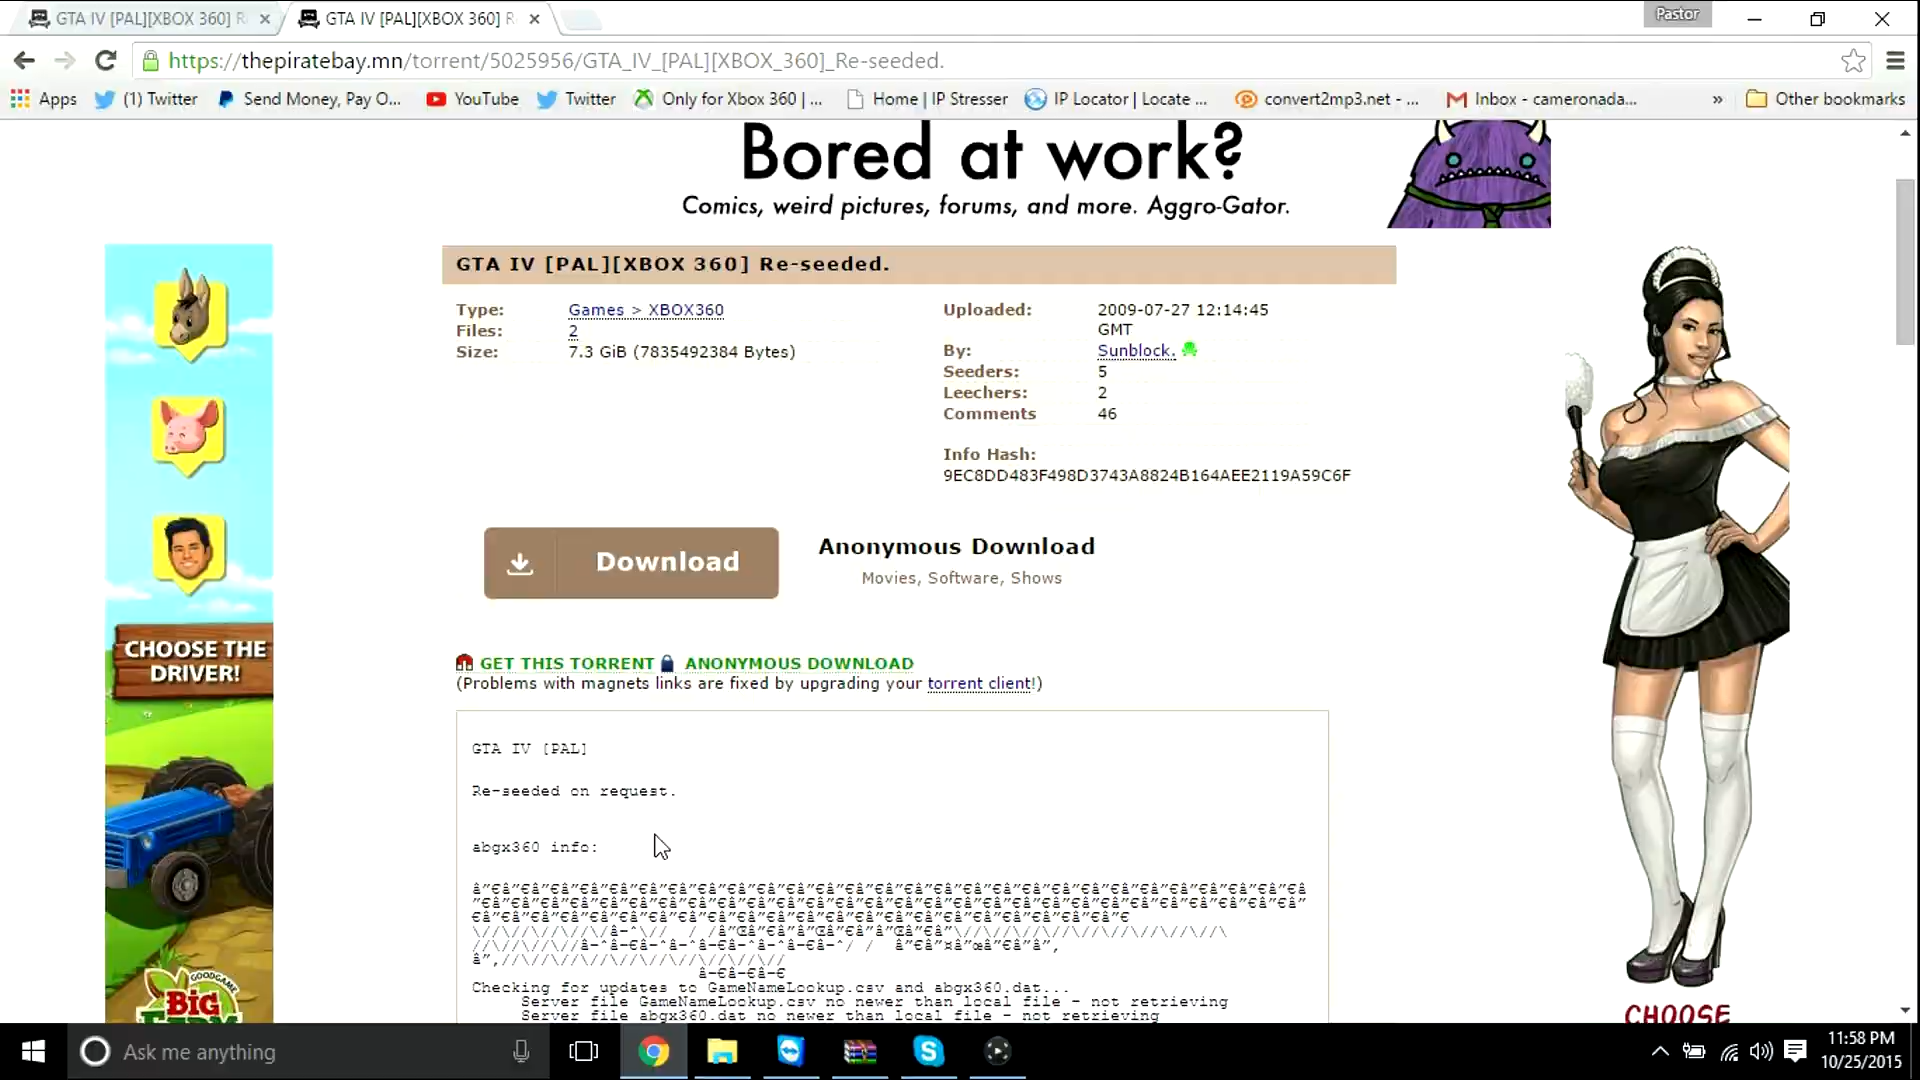 GTA IV [PAL][XBOX 360] R
GTA IV [PAL][XBOX 360] R
Pastor
https://thepiratebay.mn/torrent/5025956/GTA_IV_[PAL][XBOX_360]_Re-seeded.
Apps
(1) Twitter
Send Money, Pay O...
YouTube
Twitter
Only for Xbox 360 | ...
Home | IP Stresser
IP Locator | Locate ...
convert2mp3.net - ...
Inbox - cameronada...
»
Other bookmarks
Bored at work?
Comics, weird pictures, forums, and more. Aggro-Gator.
GTA IV [PAL][XBOX 360] Re-seeded.
Type: Games > XBOX360
Files: 2
Size: 7.3 GiB (7835492384 Bytes)
Uploaded: 2009-07-27 12:14:45
GMT
By: Sunblock.
Seeders: 5
Leechers: 2
Comments 46
Info Hash:
9EC8DD483F498D3743A8824B164AEE2119A59C6F
Download
Anonymous Download
Movies, Software, Shows
GET THIS TORRENT ANONYMOUS DOWNLOAD
(Problems with magnets links are fixed by upgrading your torrent client!)
GTA IV [PAL]
Re-seeded on request.
abgx360 info:
Checking for updates to GameNameLookup.csv and abgx360.dat...
Server file GameNameLookup.csv no newer than local file - not retrieving
Server file abgx360.dat no newer than local file - not retrieving
CHOOSE THE
DRIVER!
GOODGAME
BIG
CHOOSE
Ask me anything
11:58 PM
10/25/2015